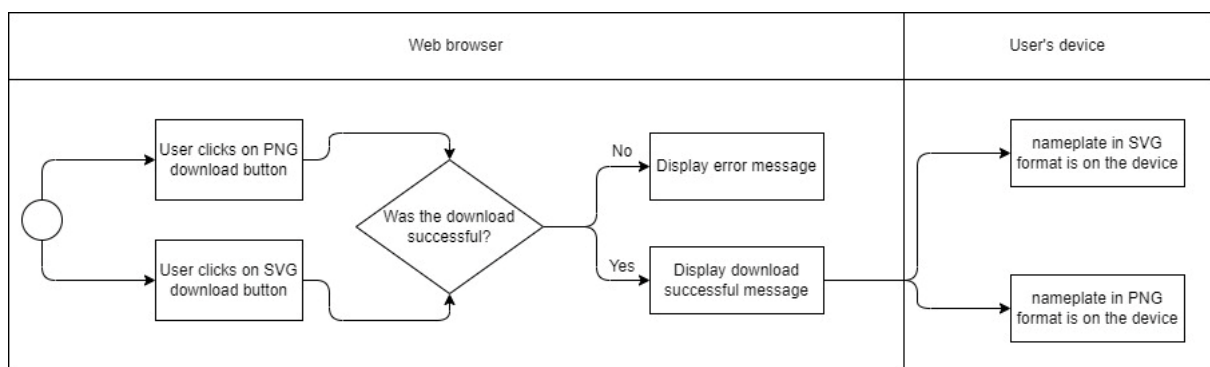 Web browser
User's device
User clicks on PNG
download button
User clicks on SVG
download button
Was the download
successful?
No
Display error message
Yes
Display download
successful message
nameplate in SVG
format is on the device
nameplate in PNG
format is on the device